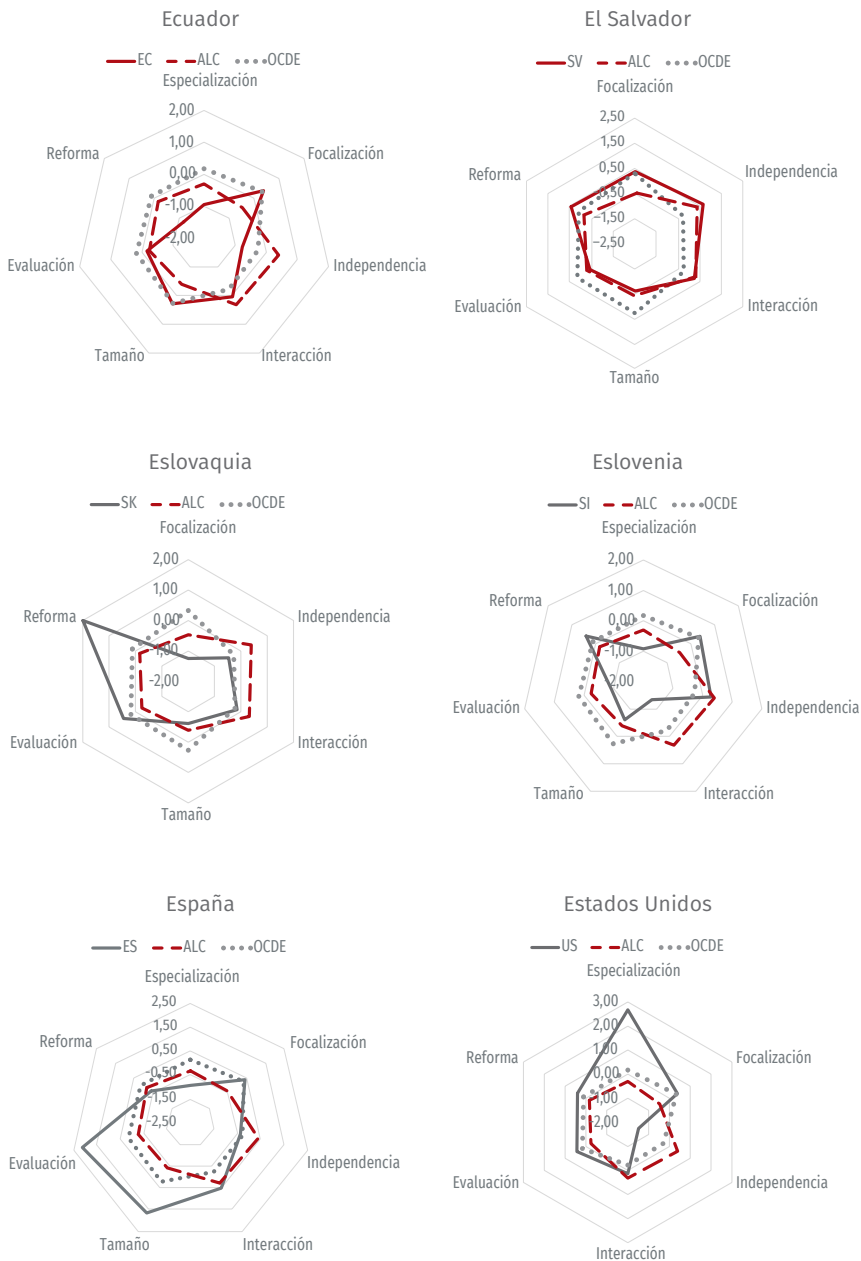 Ecuador
EC ALC OCDE
Especialización
2,00
1,00
0,00
-1,00
-2,00
Reforma
Focalización
Evaluación
Independencia
Tamaño
Interacción
El Salvador
SV ALC OCDE
Focalización
2,50
1,50
0,50
-0,50
-1,50
-2,50
Reforma
Independencia
Evaluación
Interacción
Tamaño
Eslovaquia
SK ALC OCDE
Focalización
2,00
1,00
0,00
-1,00
-2,00
Reforma
Independencia
Evaluación
Interacción
Tamaño
Eslovenia
SI ALC OCDE
Especialización
2,00
1,00
0,00
-1,00
-2,00
Reforma
Focalización
Evaluación
Independencia
Tamaño
Interacción
España
ES ALC OCDE
Especialización
2,50
1,50
0,50
-0,50
-1,50
-2,50
Reforma
Focalización
Evaluación
Independencia
Tamaño
Interacción
Estados Unidos
US ALC OCDE
Especialización
3,00
2,00
1,00
0,00
-1,00
-2,00
Reforma
Focalización
Evaluación
Independencia
Interacción